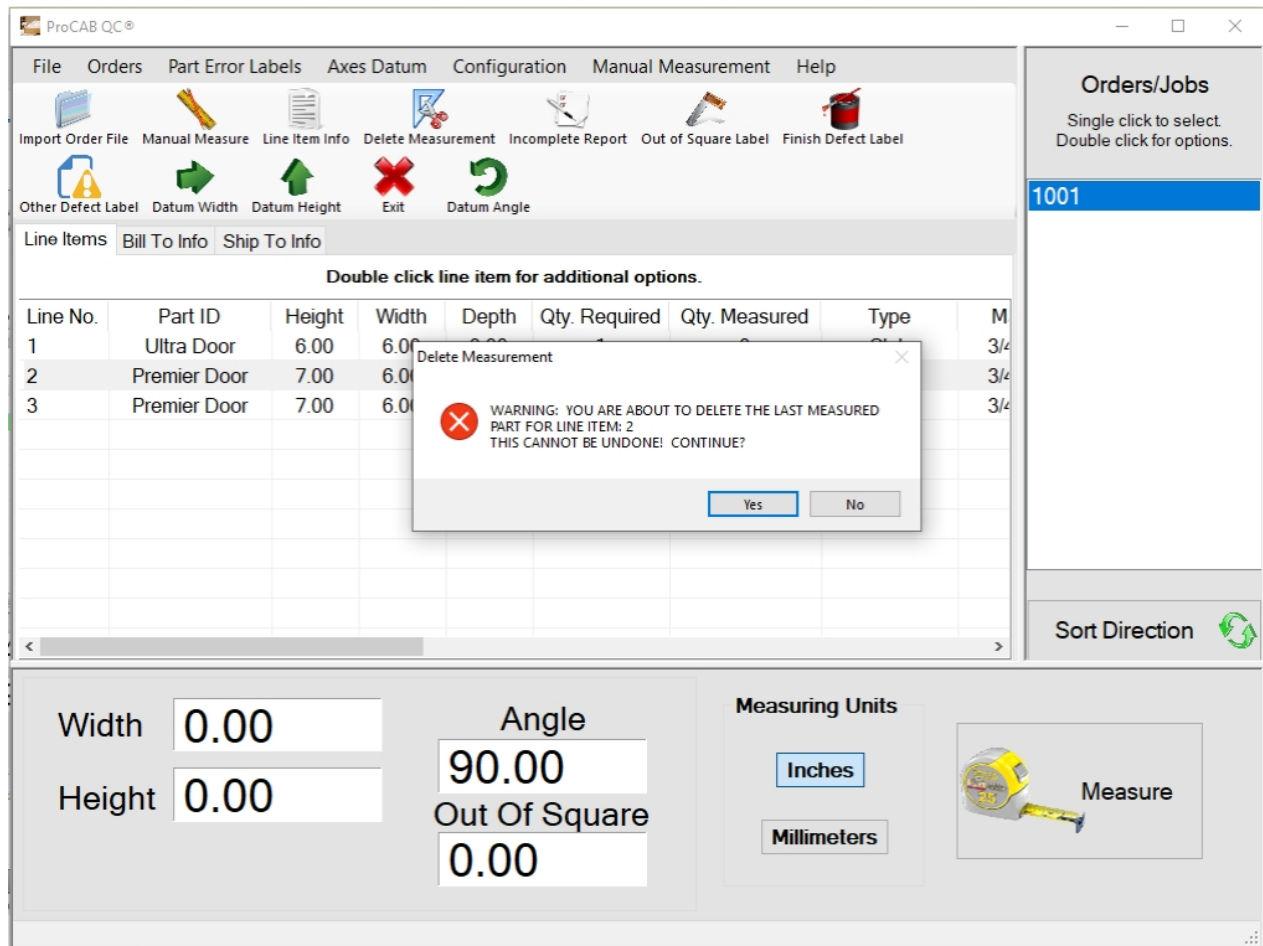 ProCAB QC®
File Orders Part Error Labels Axes Datum Configuration Manual Measurement Help
Import Order File Manual Measure Line Item Info Delete Measurement Incomplete Report Out of Square Label Finish Defect Label
Other Defect Label Datum Width Datum Height Exit Datum Angle
Line Items Bill To Info Ship To Info
Double click line item for additional options.
Line No. Part ID Height Width Depth Qty. Required Qty. Measured Type
1 Ultra Door 6.00 6.00
2 Premier Door 7.00
3 Premier Door 7.00
Delete Measurement
WARNING: YOU ARE ABOUT TO DELETE THE LAST MEASURED
PART FOR LINE ITEM: 2
THIS CANNOT BE UNDONE! CONTINUE?
Yes No
Orders/Jobs
Single click to select.
Double click for options.
1001
Sort Direction
Width 0.00
Height 0.00
Angle
90.00
Out Of Square
0.00
Measuring Units
Inches
Millimeters
Measure